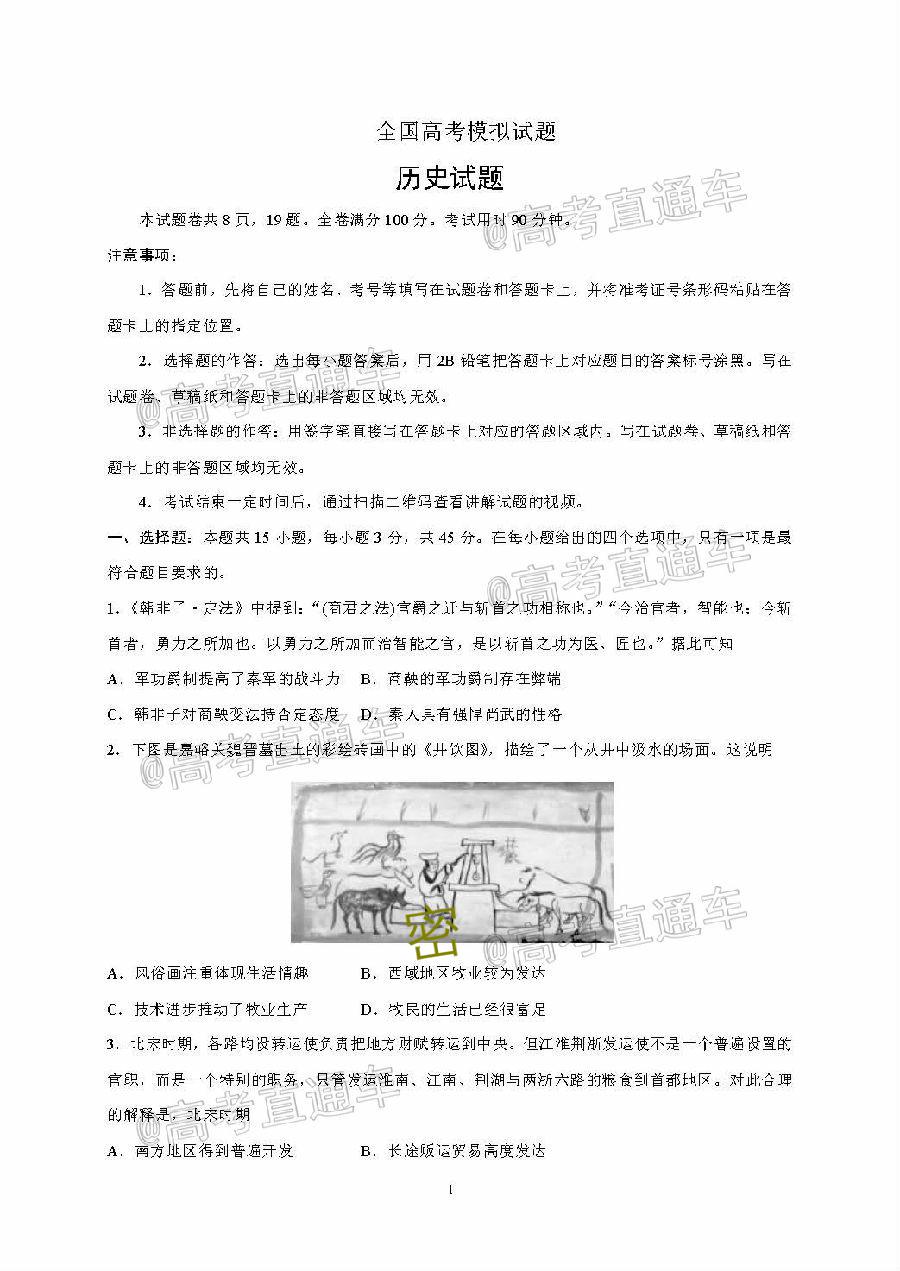 全国高考模拟试题
历史试题
本试题卷共8页，19题。全卷满分100分。考试用时90分钟。
注意事项：
1．答题前，先将自己的姓名、考号等填写在试题卷和答题卡上，并将准考证号条形码粘贴在答
题卡上的指定位置。
2．选择题的作答：选出每小题答案后，用2B铅笔把答题卡上对应题目的答案标号涂黑。写在
试题卷、草稿纸和答题卡上的非答题区域均无效。
3．非选择题的作答：用签字笔直接写在答题卡上对应的答题区域内。写在试题卷、草稿纸和答
题卡上的非答题区域均无效。
4．考试结束一定时间后，通过扫描二维码查看讲解试题的视频。
一、选择题：本题共15小题，每小题3分，共45分。在每小题给出的四个选项中，只有一项是最
符合题目要求的。
1．《韩非子·定法》中提到：“(商君之法)官爵之迁与斩首之功相称也。”“今治官者，智能也；今斩
首者，勇力之所加也。以勇力之所加而治智能之官，是以斩首之功为医、匠也。”据此可知
A．军功爵制提高了秦军的战斗力 B．商鞅的军功爵制存在弊端
C．韩非子对商鞅变法持否定态度 D．秦人具有强悍尚武的性格
2．下图是嘉峪关魏晋墓出土的彩绘砖画中的《井饮图》，描绘了一个从井中汲水的场面。这说明
密
A．风俗画注重体现生活情趣 B．西域地区牧业较为发达
C．技术进步推动了牧业生产 D．牧民的生活已经很富足
3．北宋时期，各路均设转运使负责把地方财赋转运到中央。但江淮荆浙发运使不是一个普遍设置的
官职，而是一个特别的职务，只管发运淮南、江南、荆湖与两浙六路的粮食到首都地区。对此合理
的解释是，北宋时期
A．南方地区得到普遍开发 B．长途贩运贸易高度发达
1
@高考直通车
@高考直通车
@高考直通车
@高考直通车
@高考直通车
@高考直通车